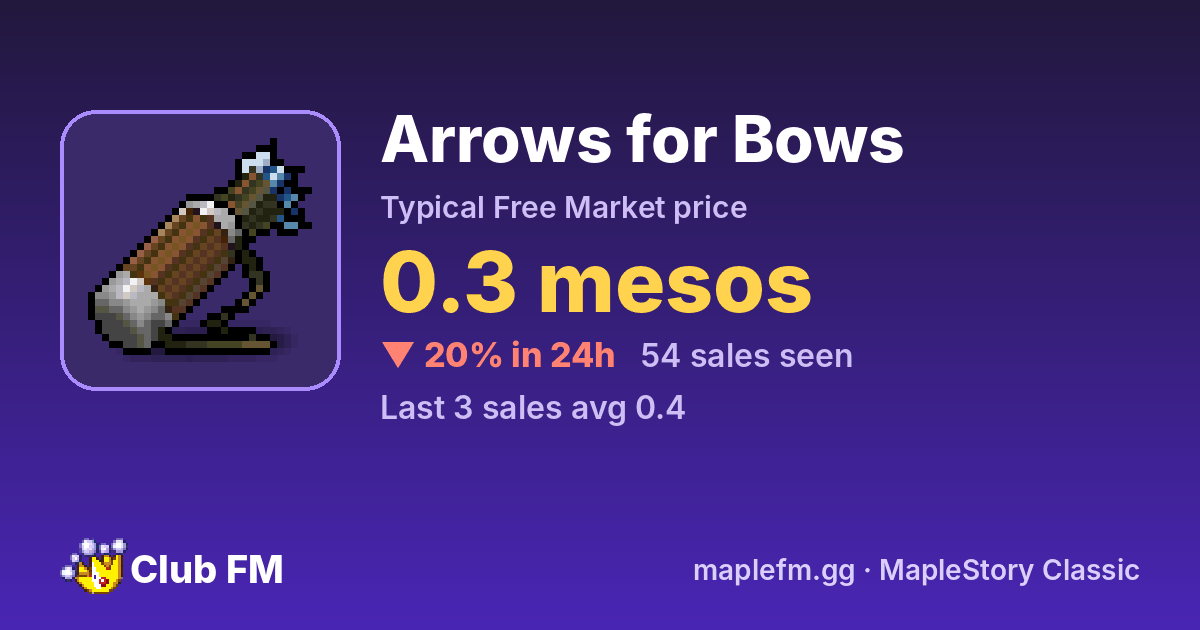 Arrows for Bows
Typical Free Market price
0.3 mesos
▼ 20% in 24h 54 sales seen
Last 3 sales avg 0.4
Club FM
maplefm.gg · MapleStory Classic